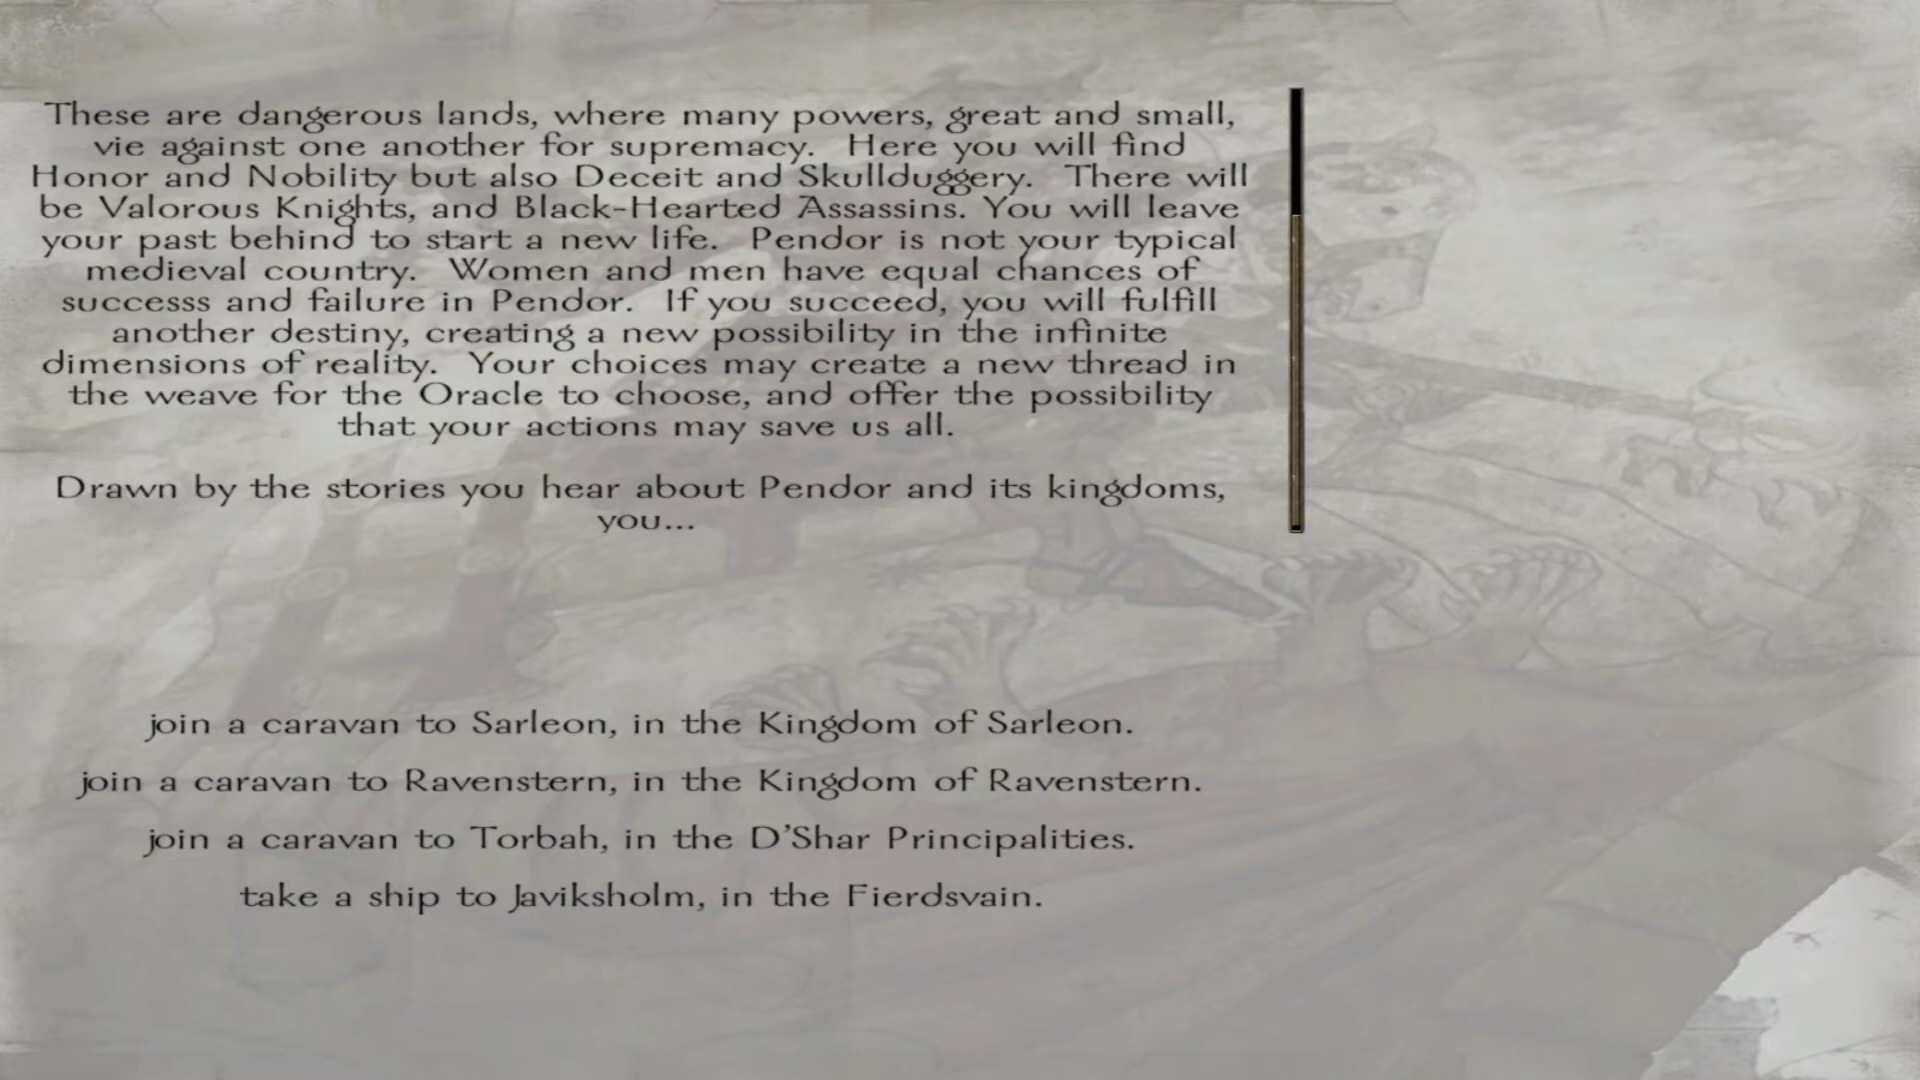 These are dangerous lands, where many powers, great and small,
vie against one another for supremacy.  Here you will find
Honor and Nobility but also Deceit and Skullduggery.  There will
be Valorous Knights, and Black-Hearted Assassins. You will leave
your past behind to start a new life.  Pendor is not your typical
medieval country.  Women and men have equal chances of
successs and failure in Pendor.  If you succeed, you will fulfill
another destiny, creating a new possibility in the infinite
dimensions of reality.  Your choices may create a new thread in
the weave for the Oracle to choose, and offer the possibility
that your actions may save us all.
Drawn by the stories you hear about Pendor and its kingdoms,
you...
join a caravan to Sarleon, in the Kingdom of Sarleon.
join a caravan to Ravenstern, in the Kingdom of Ravenstern.
join a caravan to Torbah, in the D'Shar Principalities.
take a ship to Javiksholm, in the Fierdsvain.